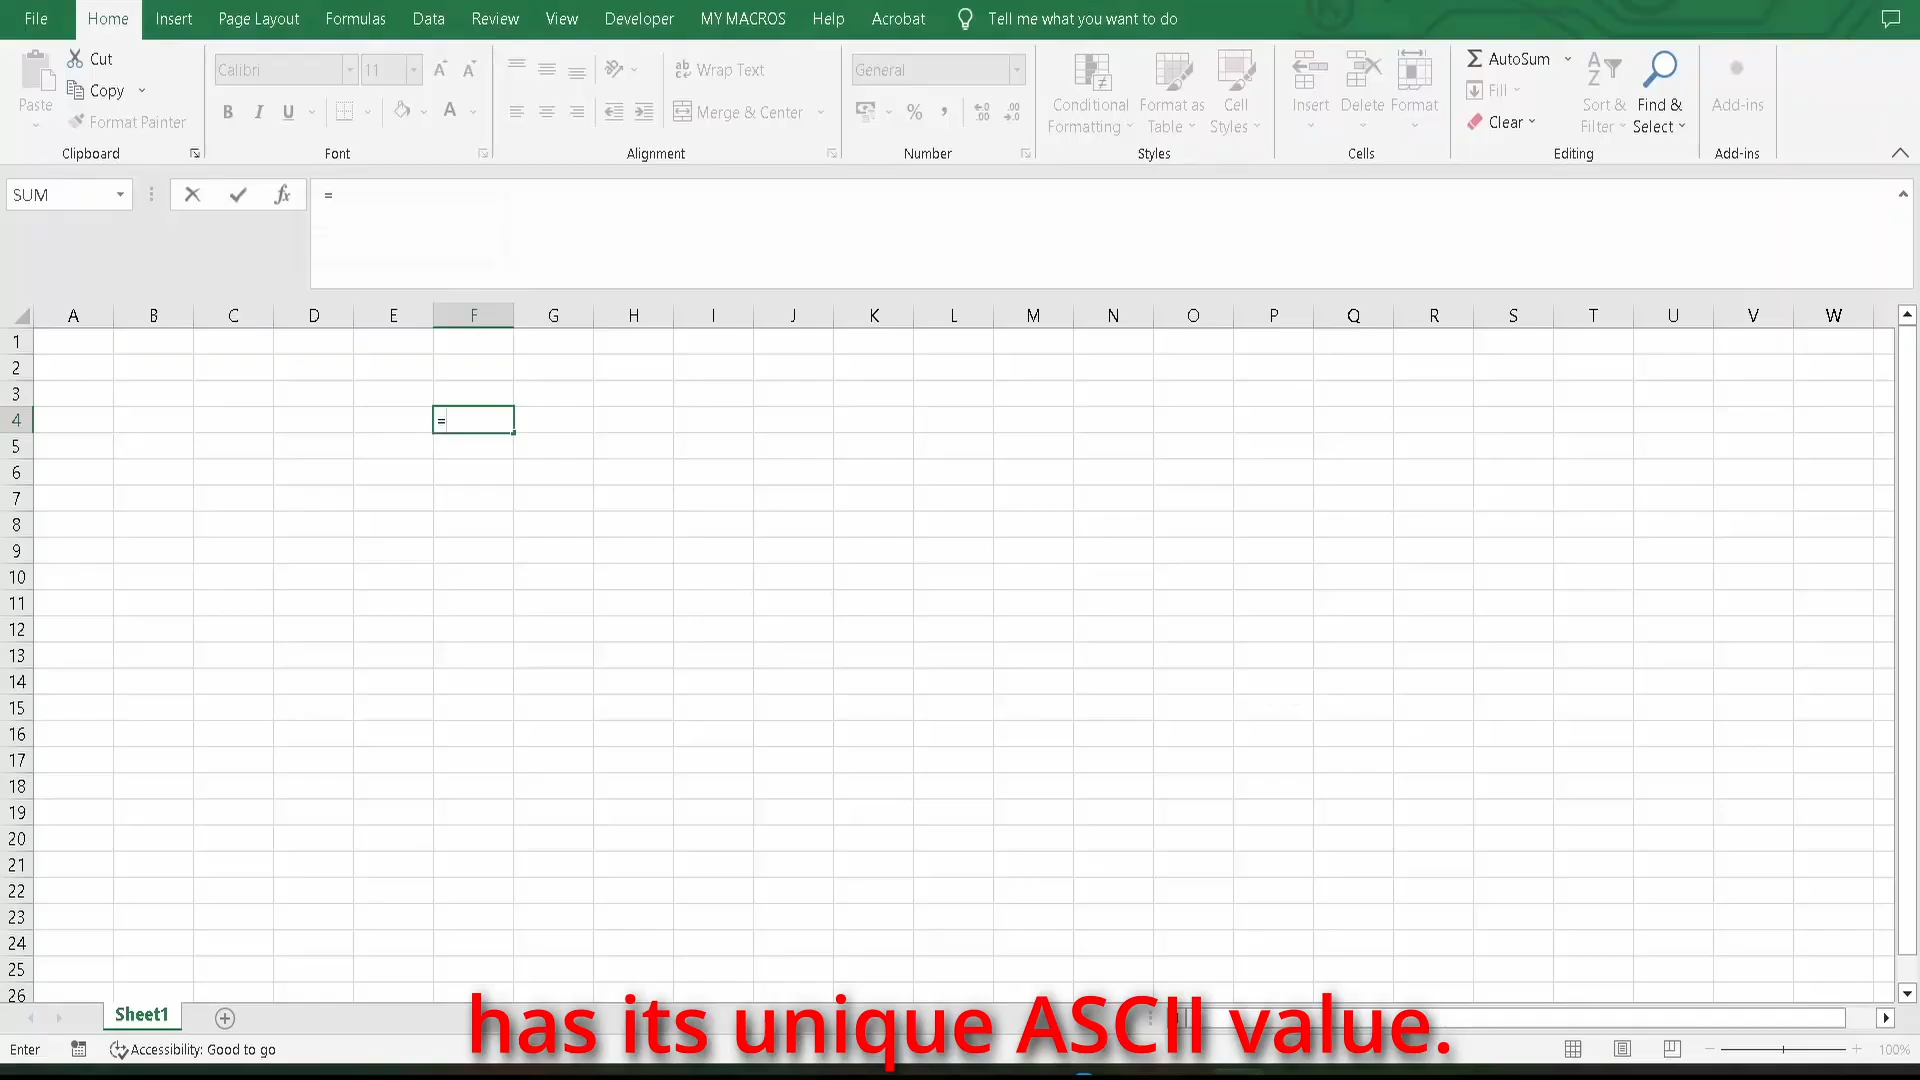 File Home Insert Page Layout Formulas Data Review View Developer MY MACROS Help Acrobat Tell me what you want to do
Paste
Cut
Copy
Format Painter
Clipboard
Calibri 11 A A
B I U A
Font
ab Wrap Text
Merge & Center
Alignment
General
% ,
Number
Conditional Formatting
Format as Table
Cell Styles
Styles
Insert Delete Format
Cells
AutoSum
Fill
Clear
Sort & Filter
Find & Select
Editing
Add-ins
Add-ins
SUM fx =
A B C D E F G H I J K L M N O P Q R S T U V W
1
2
3
4 =
5
6
7
8
9
10
11
12
13
14
15
16
17
18
19
20
21
22
23
24
25
26
Sheet1
has its unique ASCII value.
Enter Accessibility: Good to go 100%